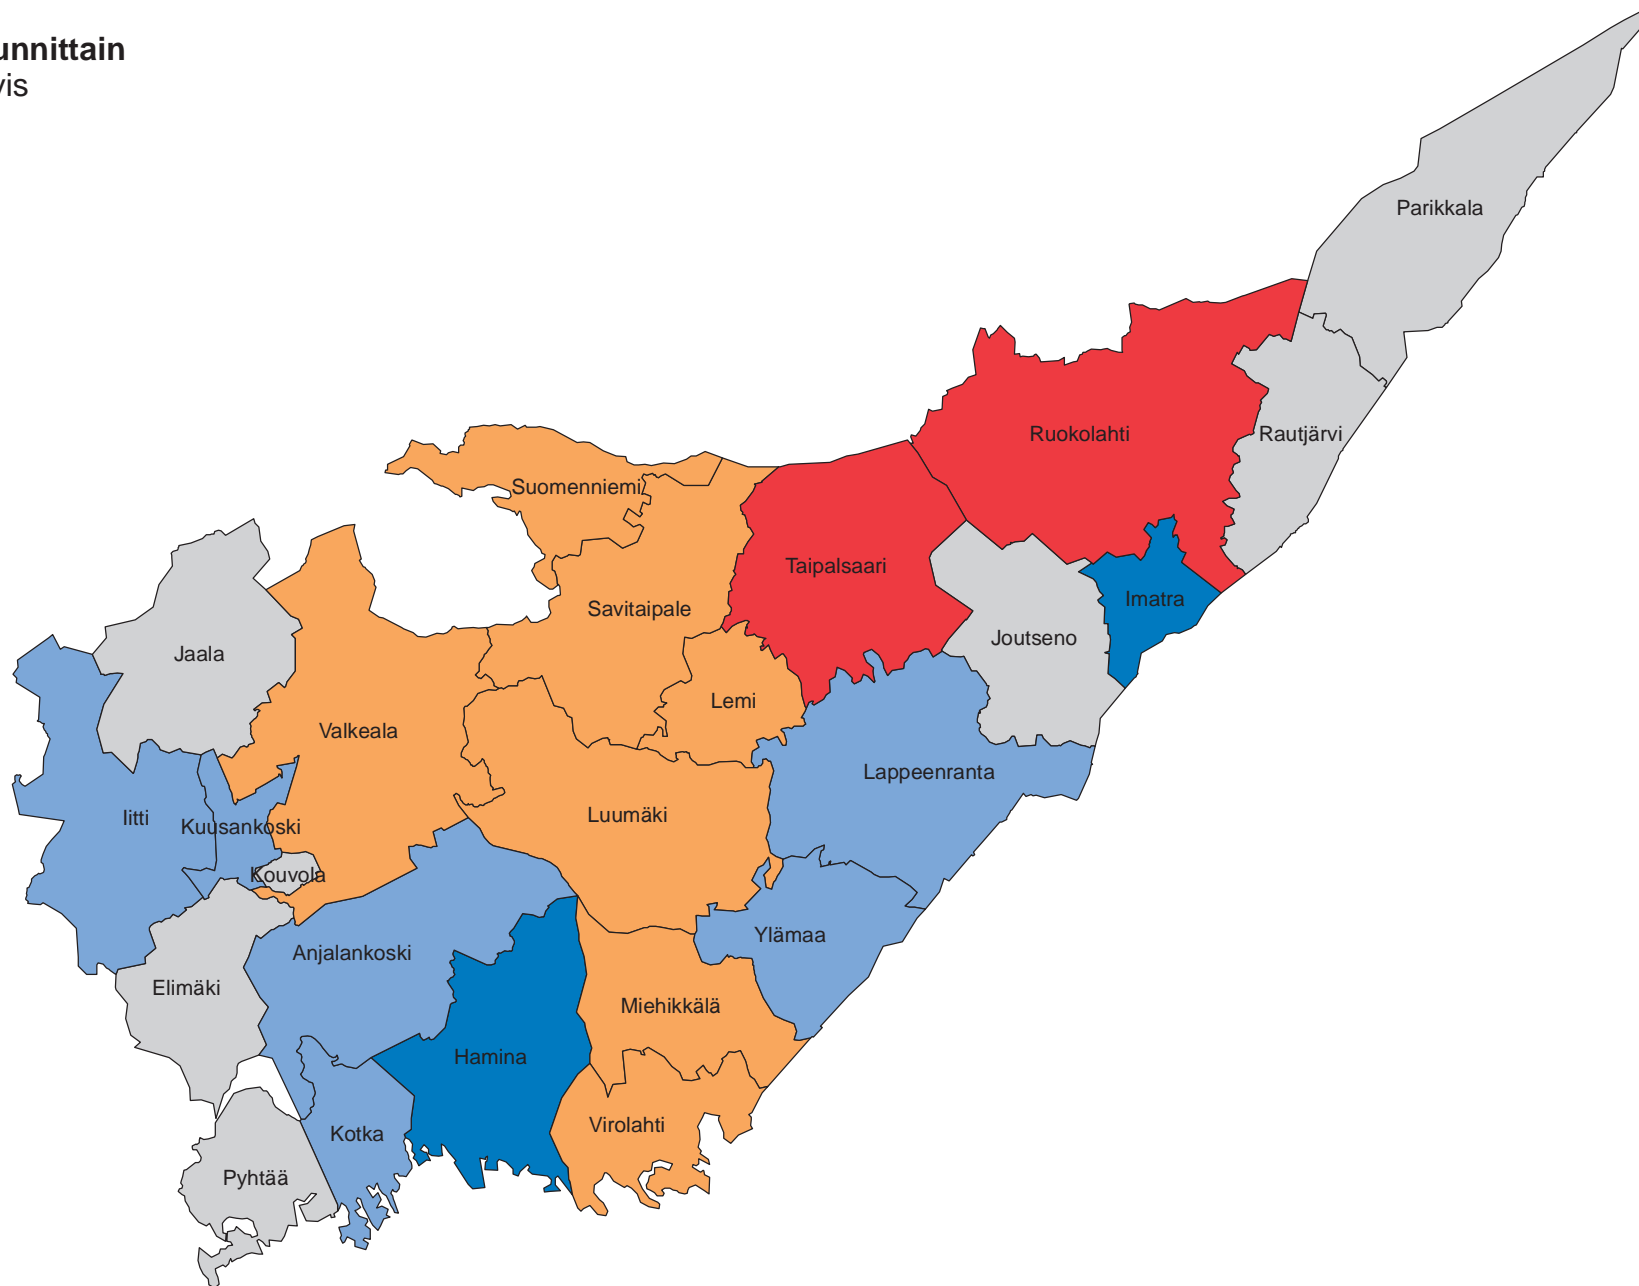 unnittain
vis
Parikkala
Ruokolahti
Rautjärvi
Suomenniemi
Taipalsaari
Imatra
Savitaipale
Joutseno
Jaala
Lemi
Valkeala
Lappeenranta
Iitti
Kuusankoski
Luumäki
Kouvola
Ylämaa
Anjalankoski
Elimäki
Miehikkälä
Hamina
Virolahti
Kotka
Pyhtää